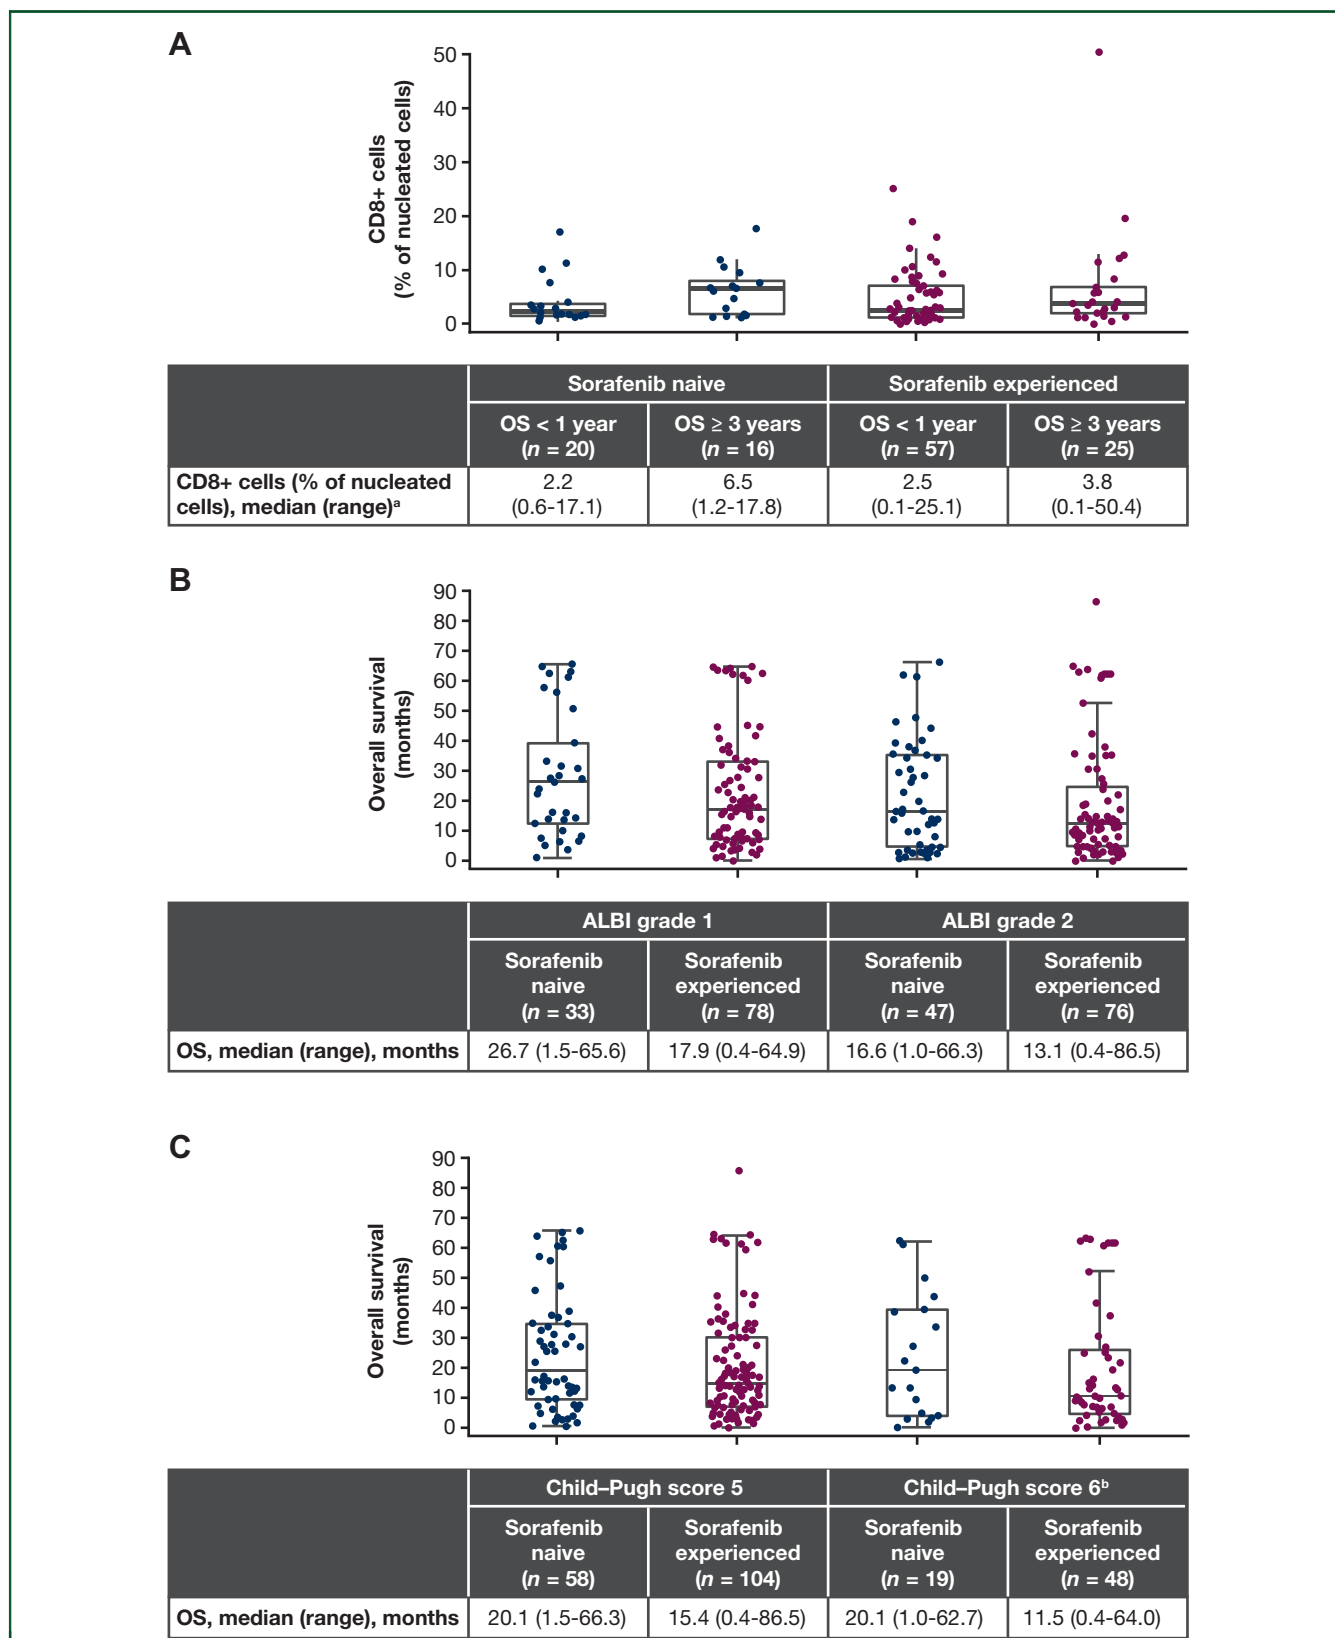 A
50
40
30
20
10
0
CD8+ cells
(% of nucleated cells)
Sorafenib naive
Sorafenib experienced
OS < 1 year
(n = 20)
OS ≥ 3 years
(n = 16)
OS < 1 year
(n = 57)
OS ≥ 3 years
(n = 25)
CD8+ cells (% of nucleated
cells), median (range)ª
2.2
(0.6-17.1)
6.5
(1.2-17.8)
2.5
(0.1-25.1)
3.8
(0.1-50.4)
B
90
80
70
60
50
40
30
20
10
0
Overall survival
(months)
ALBI grade 1
ALBI grade 2
Sorafenib
naive
(n = 33)
Sorafenib
experienced
(n = 78)
Sorafenib
naive
(n = 47)
Sorafenib
experienced
(n = 76)
OS, median (range), months
26.7 (1.5-65.6)
17.9 (0.4-64.9)
16.6 (1.0-66.3)
13.1 (0.4-86.5)
C
90
80
70
60
50
40
30
20
10
0
Overall survival
(months)
Child–Pugh score 5
Child–Pugh score 6ᵇ
Sorafenib
naive
(n = 58)
Sorafenib
experienced
(n = 104)
Sorafenib
naive
(n = 19)
Sorafenib
experienced
(n = 48)
OS, median (range), months
20.1 (1.5-66.3)
15.4 (0.4-86.5)
20.1 (1.0-62.7)
11.5 (0.4-64.0)